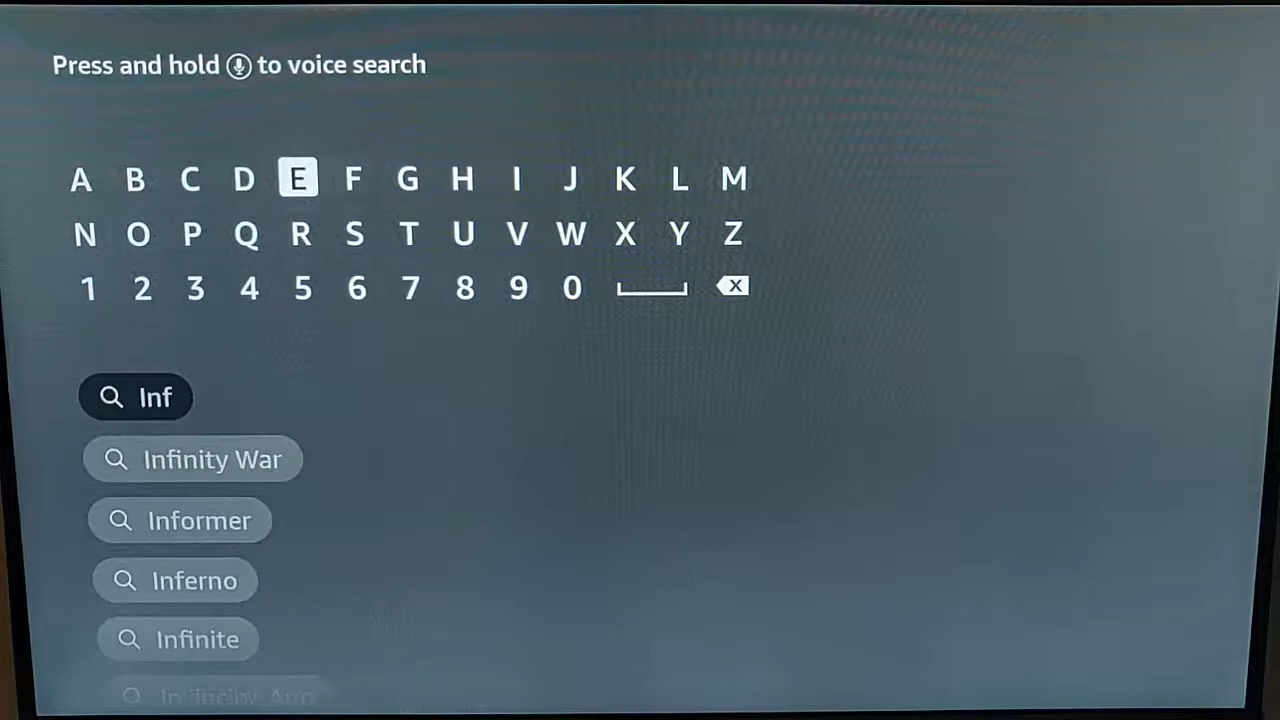 Press and hold to voice search
A B C D E F G H I J K L M
N O P Q R S T U V W X Y Z
1 2 3 4 5 6 7 8 9 0
Inf
Infinity War
Informer
Inferno
Infinite